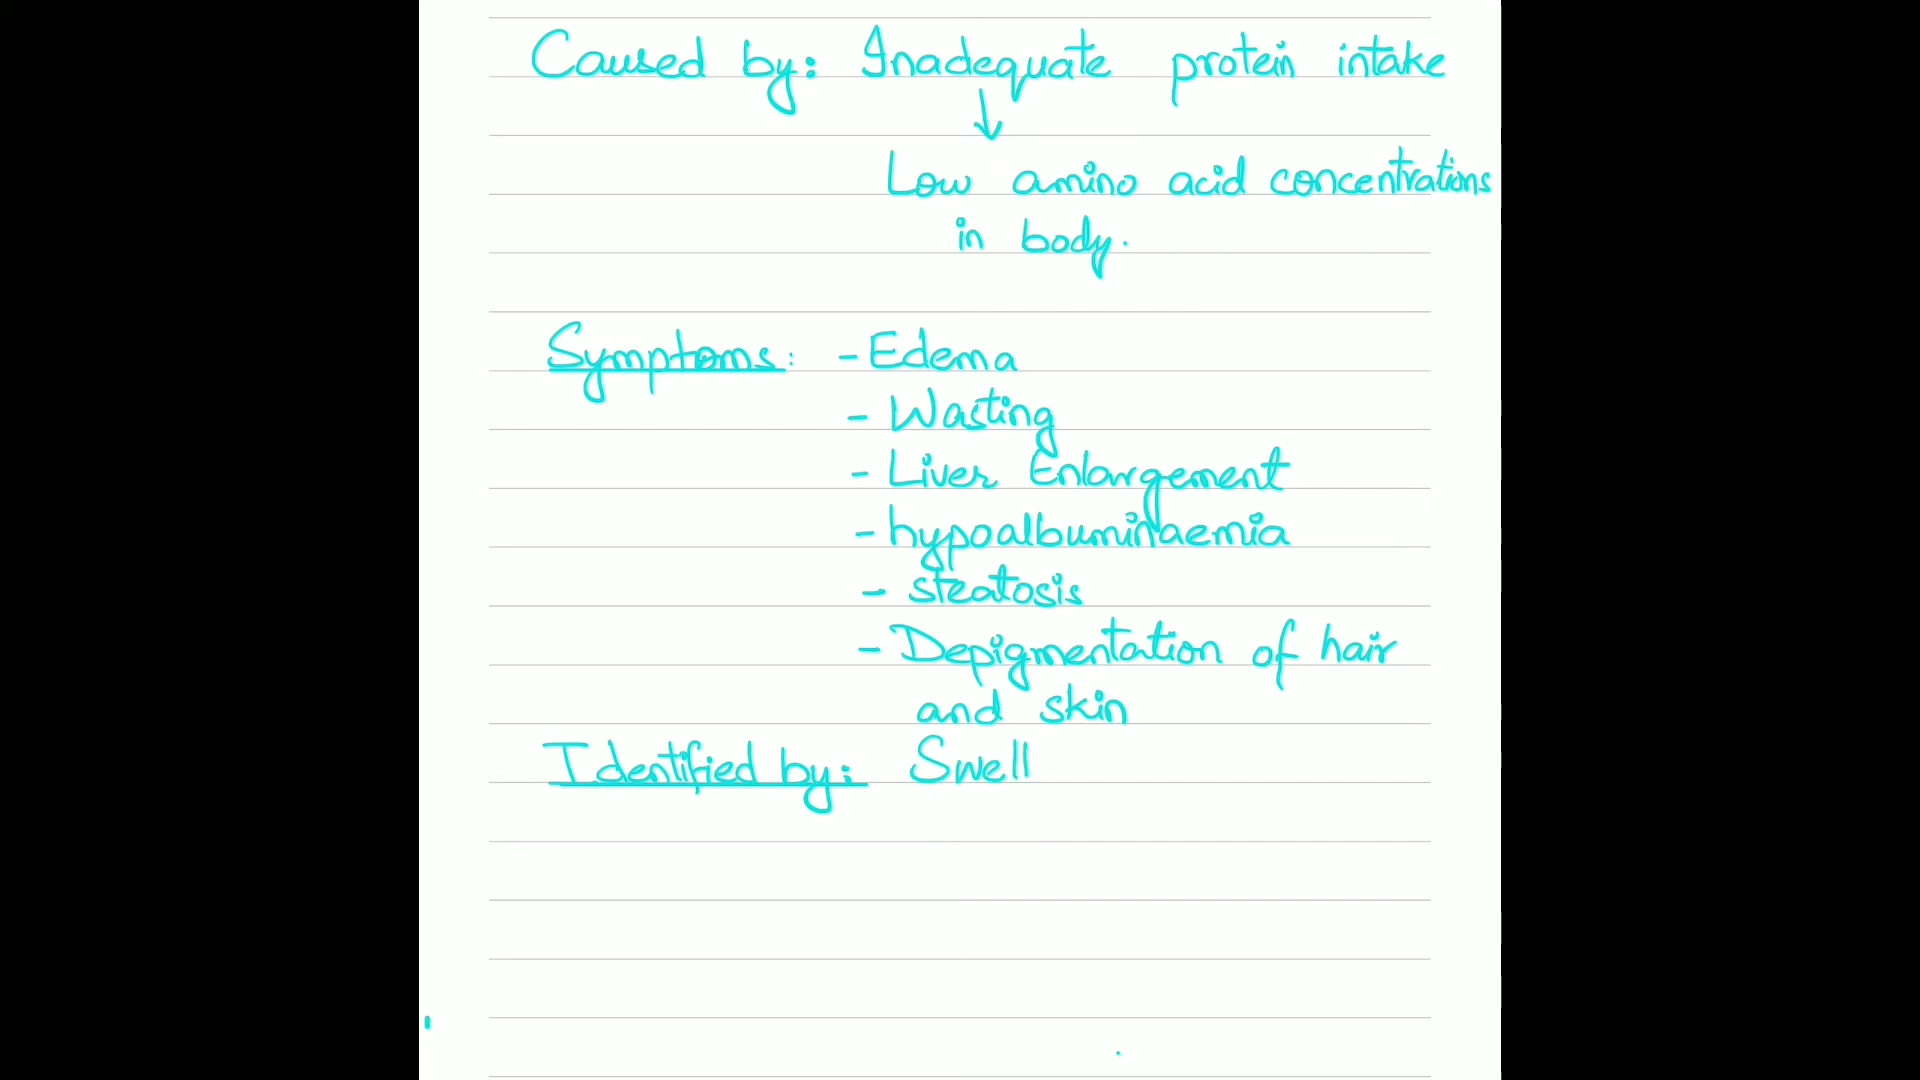 Caused by: Inadequate protein intake
↓
Low amino acid concentrations
in body.
Symptoms: - Edema
- Wasting
- Liver Enlargement
- hypoalbuminaemia
- steatosis
- Depigmentation of hair
and skin
Identified by: Swell